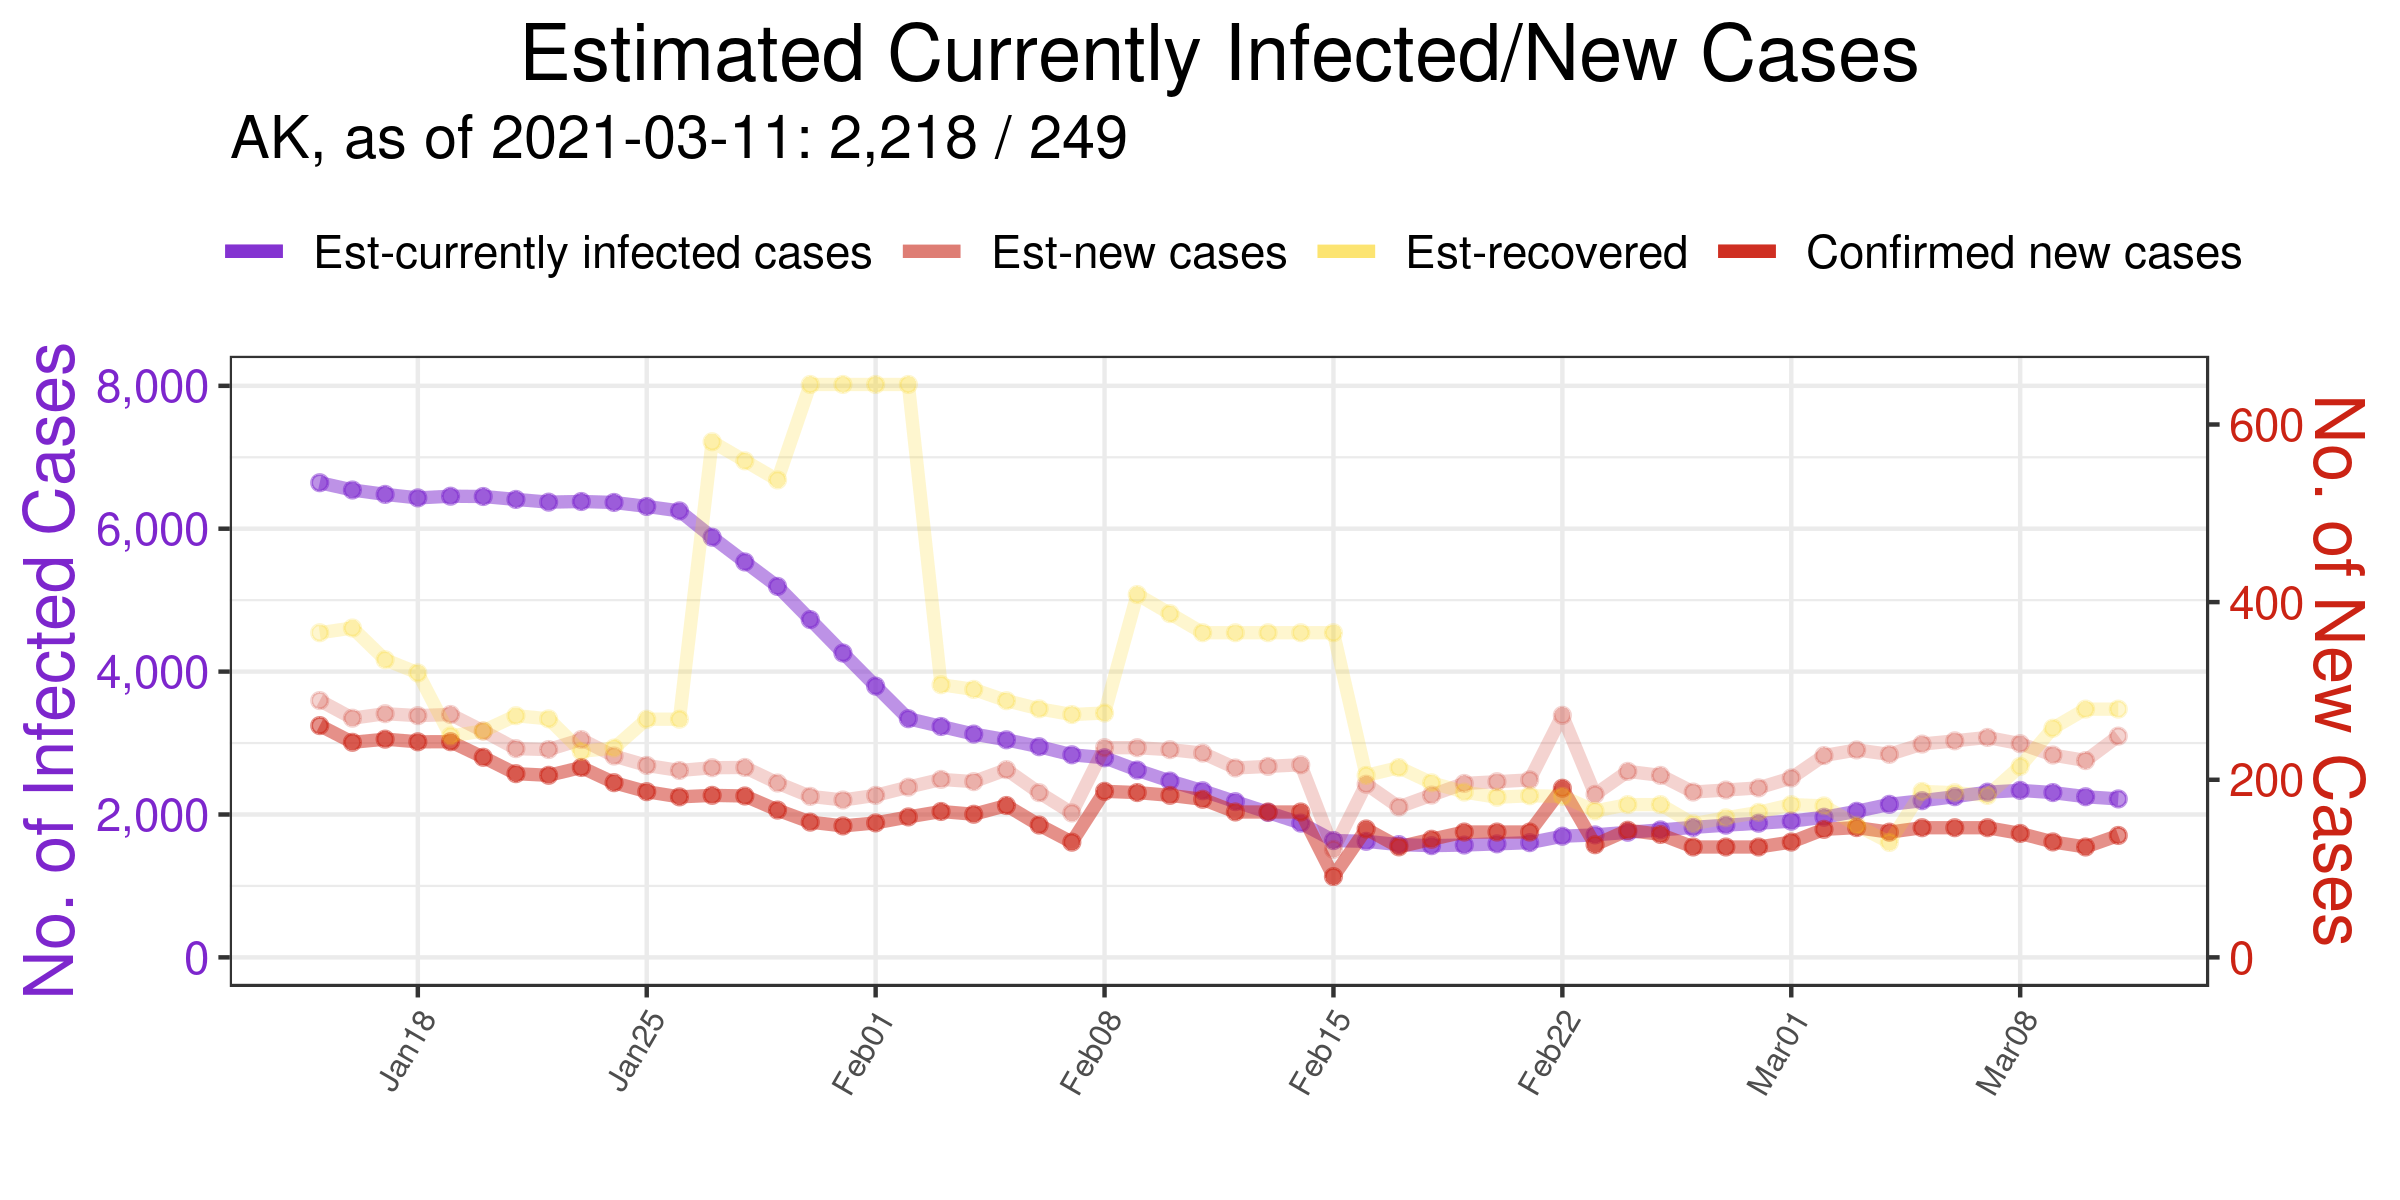 Estimated Currently Infected/New Cases
AK, as of 2021-03-11: 2,218 / 249
Est-currently infected cases Est-new cases Est-recovered Confirmed new cases
No. of Infected Cases
8,000
6,000
4,000
2,000
0
600
400
200
0
No. of New Cases
Jan18 Jan25 Feb01 Feb08 Feb15 Feb22 Mar01 Mar08